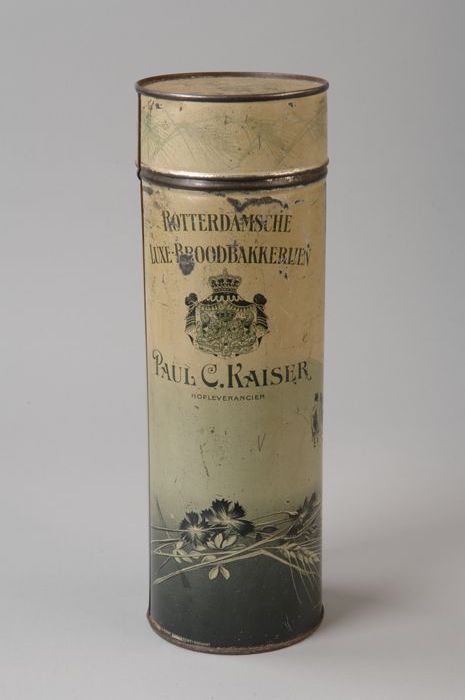 ROTTERDAMSCHE
LUXE-BROODBAKKERIJEN
PAUL C. KAISER
HOFLEVERANCIER